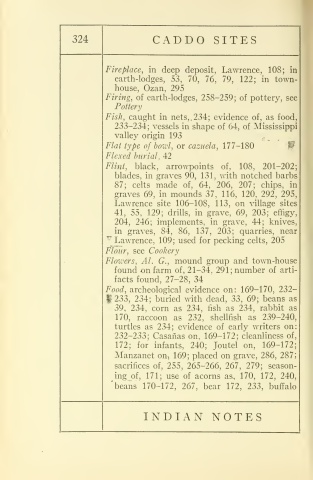 324
CADDO SITES
Fireplace, in deep deposit, Lawrence, 108; in
earth-lodges, 53, 70, 76, 79, 122; in town-
house, Ozan, 295
Firing, of earth-lodges, 258-259; of pottery, see
Pottery
Fish, caught in nets, 234; evidence of, as food,
233-234; vessels in shape of 64, of Mississippi
valley origin 193
Flat type of bowl, or cazuela, 177-180
Flexed burial, 42
Flint, black, arrowpoints of, 108, 201-202;
blades, in graves 90, 131, with notched barbs
87; celts made of, 64, 206, 207; chips, in
graves 69, in mounds 37, 116, 120, 292, 295,
Lawrence site 106-108, 113, on village sites
41, 55, 129; drills, in grave, 69, 203; effigy,
204, 246; implements, in grave, 44; knives,
in graves, 84, 86, 137, 203; quarries, near
Lawrence, 109; used for pecking celts, 205
Flour, see Cookery
Flowers, Al. G., mound group and town-house
found on farm of, 21-34, 291; number of arti-
facts found, 27-28, 34
Food, archeological evidence on: 169-170, 232-
233, 234; buried with dead, 33, 69; beans as
39, 234, corn as 234, fish as 234, rabbit as
170, raccoon as 232, shellfish as 239-240,
turtles as 234; evidence of early writers on:
232-233; Casañas on, 169-172; cleanliness of,
172; for infants, 240; Joutel on, 169-172;
Manzanet on, 169; placed on grave, 286, 287;
sacrifices of, 255, 265-266, 267, 279; season-
ing of, 171; use of acorns as, 170, 172, 240,
beans 170-172, 267, bear 172, 233, buffalo
INDIAN NOTES